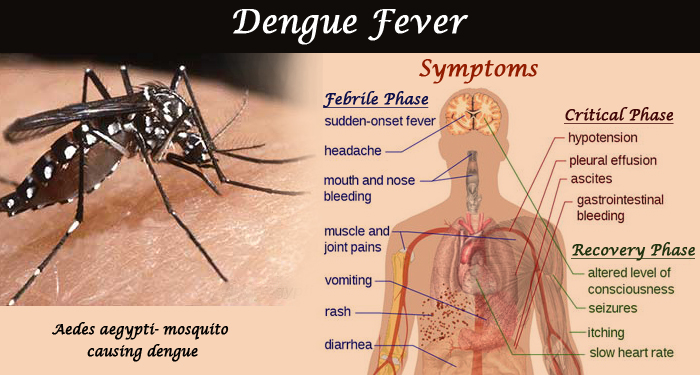 Dengue Fever
Symptoms
Febrile Phase
sudden-onset fever
headache
mouth and nose
bleeding
muscle and
joint pains
vomiting
rash
diarrhea
Critical Phase
hypotension
pleural effusion
ascites
gastrointestinal
bleeding
Recovery Phase
altered level of
consciousness
seizures
itching
slow heart rate
Aedes aegypti- mosquito
causing dengue